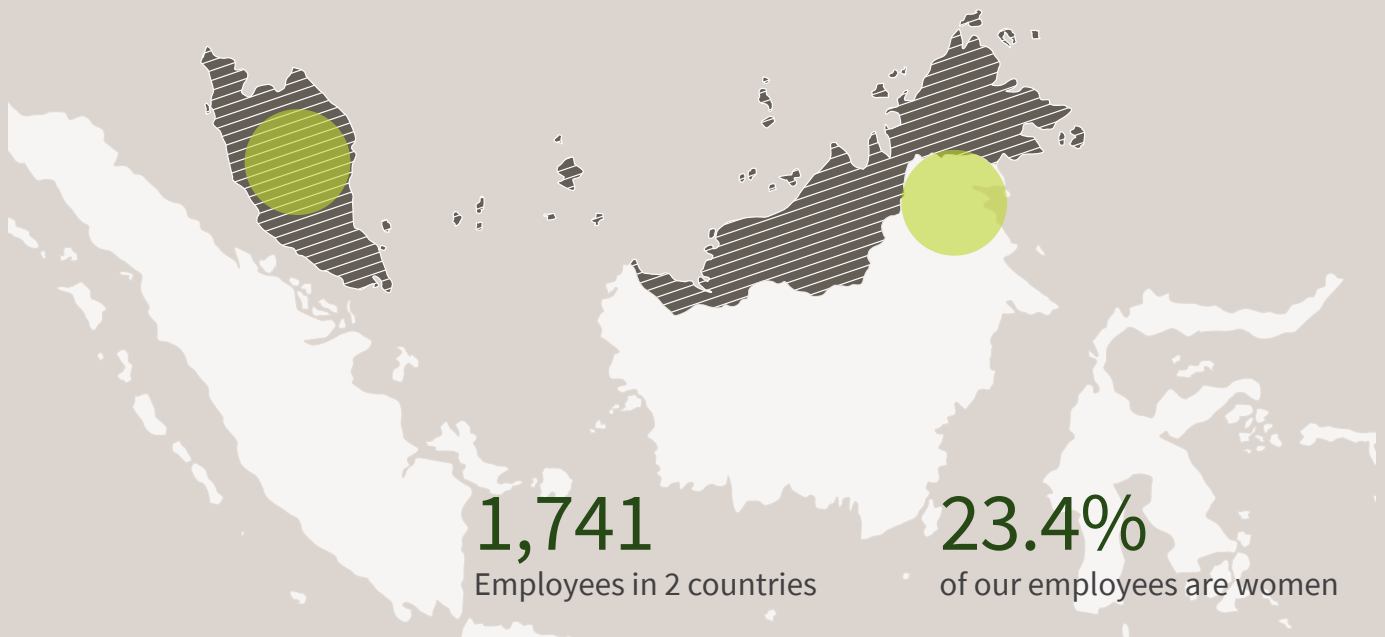 1,741
Employees in 2 countries
23.4%
of our employees are women